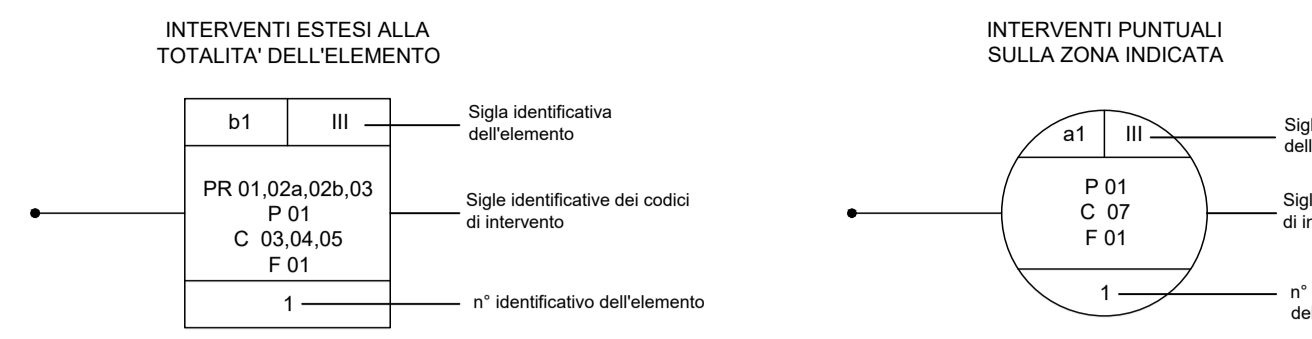 INTERVENTI ESTESI ALLA
TOTALITA' DELL'ELEMENTO
b1
III
Sigla identificativa
dell'elemento
PR 01,02a,02b,03
P 01
C 03,04,05
F 01
Sigle identificative dei codici
di intervento
1
n° identificativo dell'elemento
INTERVENTI PUNTUALI
SULLA ZONA INDICATA
a1
III
P 01
C 07
F 01
1
n°